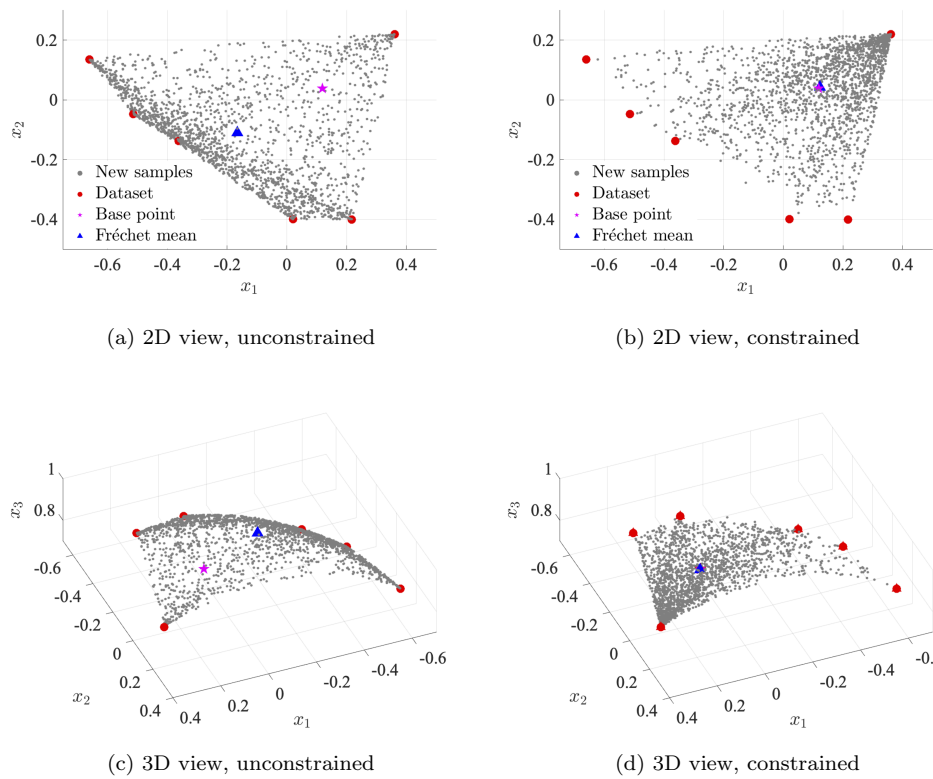 0.2
0
-0.2
-0.4
x₂
New samples
Dataset
Base point
Fréchet mean
-0.6 -0.4 -0.2 0 0.2 0.4
x₁
(a) 2D view, unconstrained
0.2
0
-0.2
-0.4
x₂
New samples
Dataset
Base point
Fréchet mean
-0.6 -0.4 -0.2 0 0.2 0.4
x₁
(b) 2D view, constrained
1
0.8
x₃
-0.6
-0.4
-0.2
0
0.2
0.4
x₂
0.4 0.2 0 -0.2 -0.4 -0.6
x₁
(c) 3D view, unconstrained
1
0.8
x₃
-0.6
-0.4
-0.2
0
0.2
0.4
x₂
0.4 0.2 0 -0.2 -0.4
x₁
(d) 3D view, constrained